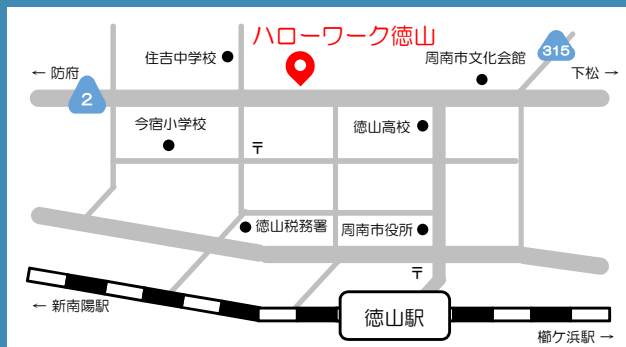 ハローワーク徳山
住吉中学校
周南市文化会館
315
← 防府
下松 →
2
今宿小学校
徳山高校
〒
徳山税務署
周南市役所
〒
← 新南陽駅
徳山駅
櫛ケ浜駅 →